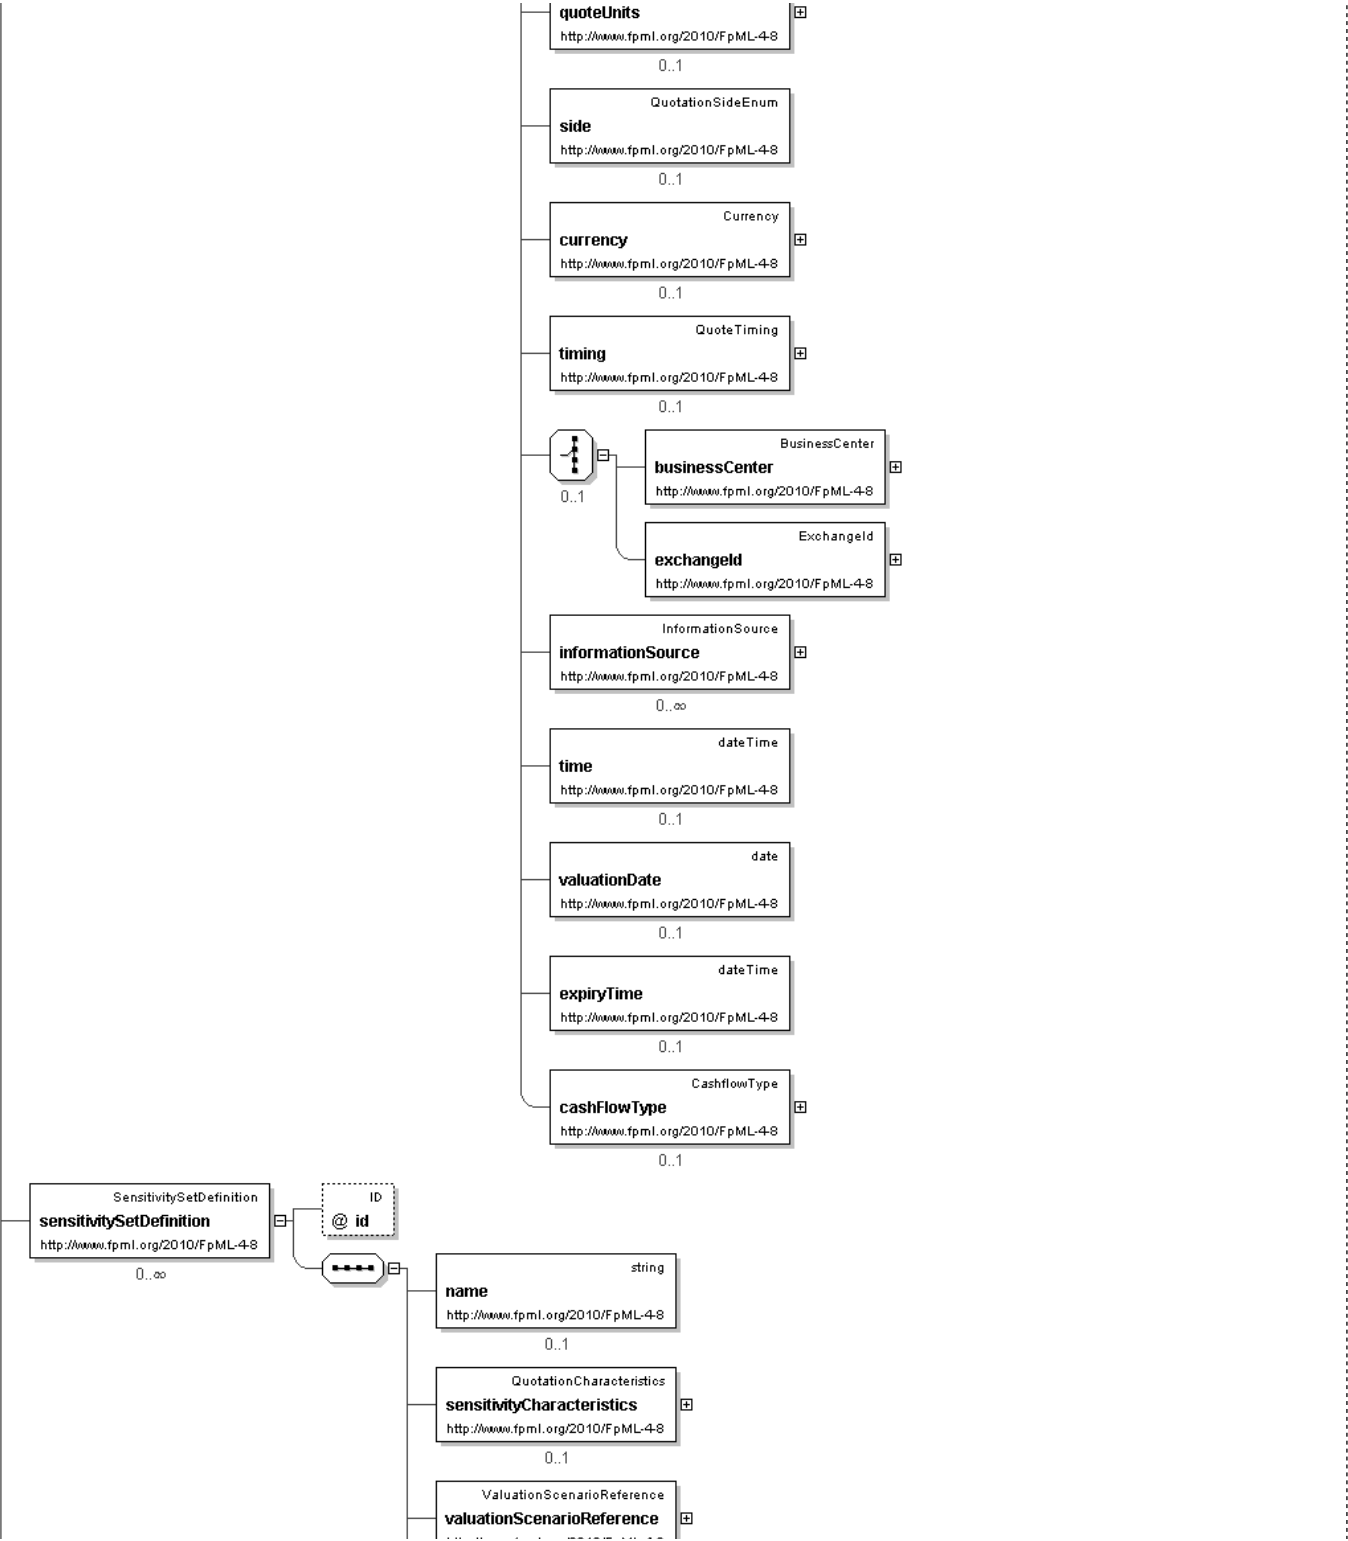 quoteUnits
http://www.fpml.org/2010/FpML-4-8
0..1
QuotationSideEnum
side
http://www.fpml.org/2010/FpML-4-8
0..1
Currency
currency
http://www.fpml.org/2010/FpML-4-8
0..1
QuoteTiming
timing
http://www.fpml.org/2010/FpML-4-8
0..1
BusinessCenter
businessCenter
http://www.fpml.org/2010/FpML-4-8
0..1
ExchangeId
exchangeId
http://www.fpml.org/2010/FpML-4-8
InformationSource
informationSource
http://www.fpml.org/2010/FpML-4-8
0..∞
dateTime
time
http://www.fpml.org/2010/FpML-4-8
0..1
date
valuationDate
http://www.fpml.org/2010/FpML-4-8
0..1
dateTime
expiryTime
http://www.fpml.org/2010/FpML-4-8
0..1
CashflowType
cashFlowType
http://www.fpml.org/2010/FpML-4-8
0..1
SensitivitySetDefinition
sensitivitySetDefinition
http://www.fpml.org/2010/FpML-4-8
0..∞
ID
@ id
string
name
http://www.fpml.org/2010/FpML-4-8
0..1
QuotationCharacteristics
sensitivityCharacteristics
http://www.fpml.org/2010/FpML-4-8
0..1
ValuationScenarioReference
valuationScenarioReference